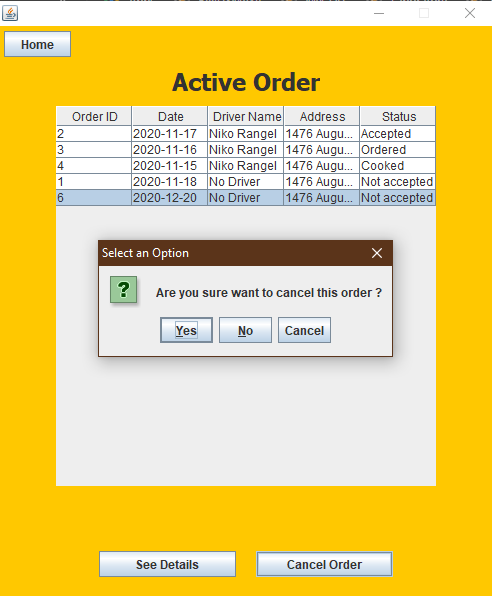 Home
Active Order
Order ID Date Driver Name Address Status
2 2020-11-17 Niko Rangel 1476 Augu... Accepted
3 2020-11-16 Niko Rangel 1476 Augu... Ordered
4 2020-11-15 Niko Rangel 1476 Augu... Cooked
1 2020-11-18 No Driver 1476 Augu... Not accepted
6 2020-12-20 No Driver 1476 Augu... Not accepted
Select an Option
?
Are you sure want to cancel this order ?
Yes No Cancel
See Details Cancel Order